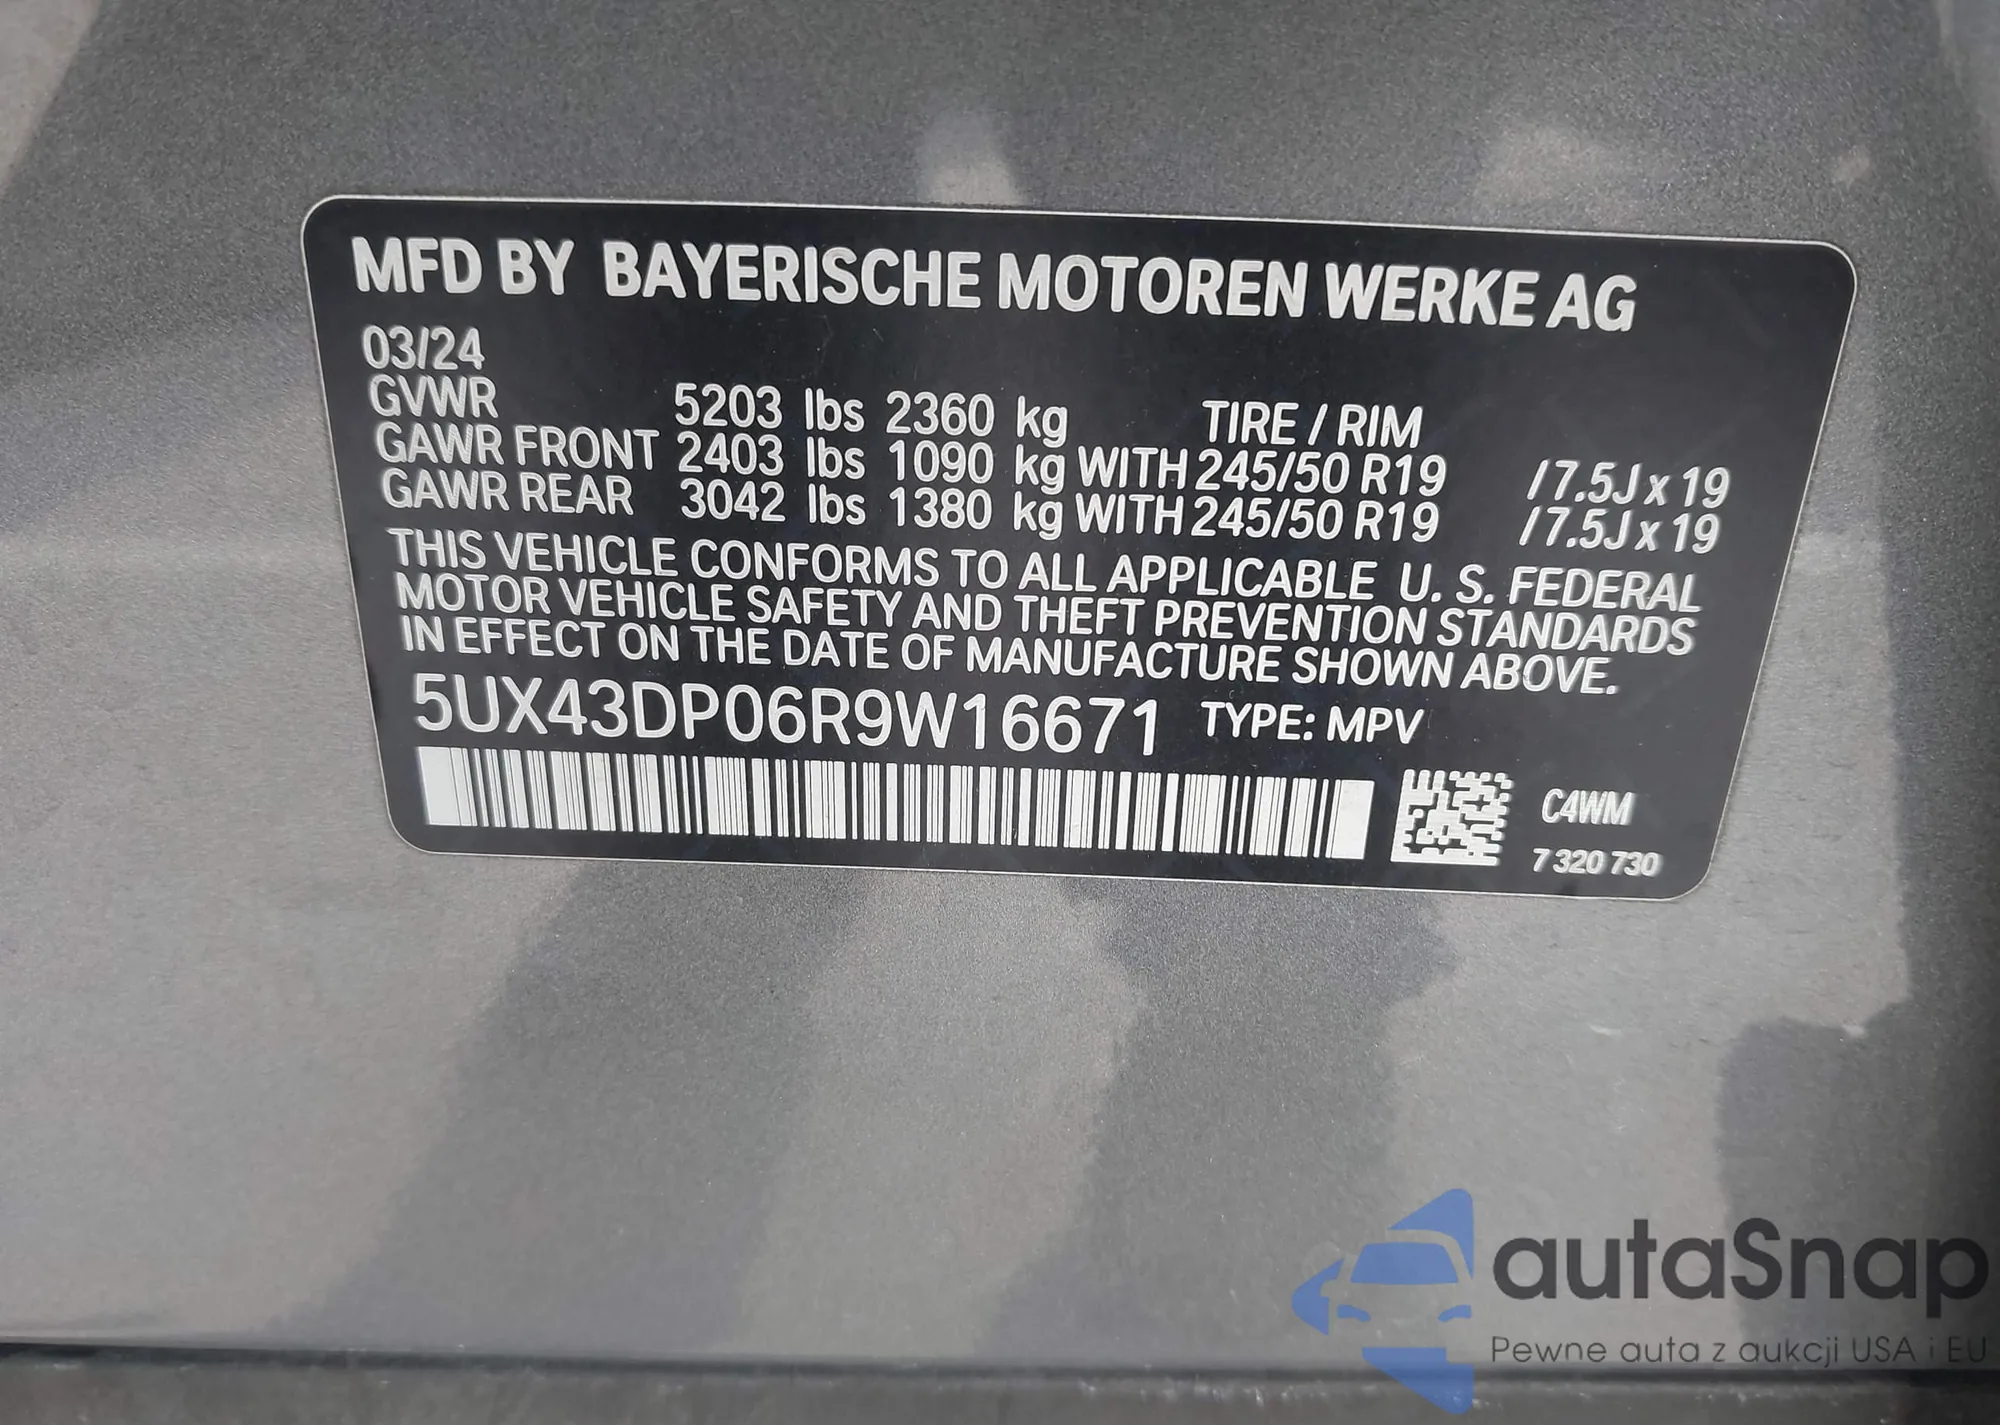 MFD BY BAYERISCHE MOTOREN WERKE AG
03/24
GVWR 5203 lbs 2360 kg TIRE / RIM
GAWR FRONT 2403 lbs 1090 kg WITH 245/50 R19 /7.5J x 19
GAWR REAR 3042 lbs 1380 kg WITH 245/50 R19 /7.5J x 19
THIS VEHICLE CONFORMS TO ALL APPLICABLE U. S. FEDERAL
MOTOR VEHICLE SAFETY AND THEFT PREVENTION STANDARDS
IN EFFECT ON THE DATE OF MANUFACTURE SHOWN ABOVE.
5UX43DP06R9W16671 TYPE: MPV
C4WM
7 320 730
autaSnap
Pewne auta z aukcji USA i EU